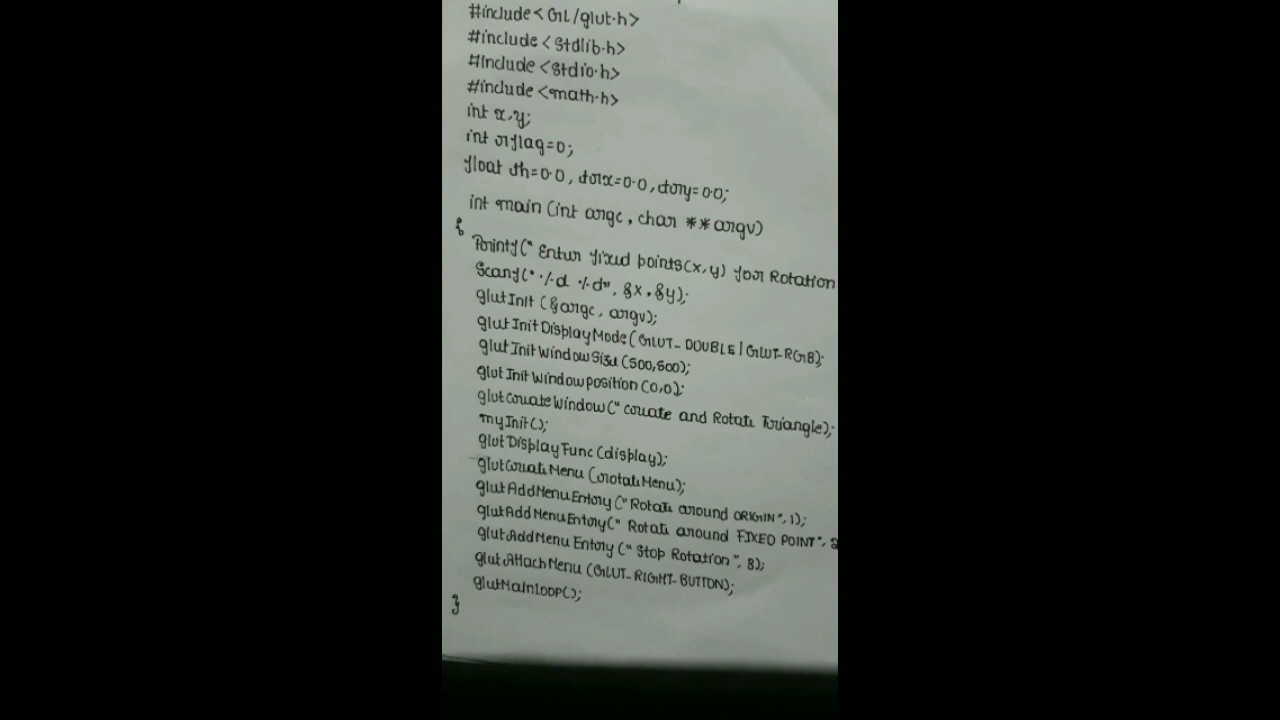 #include<GL/glut.h>
#include<stdlib.h>
#include<stdio.h>
#include<math.h>
int x,y;
int rflag=0;
float th=0.0, trx=0.0, try=0.0;
int main (int argc, char **argv)
{
Printf(" Enter fixed points(x,y) for Rotation
Scanf("%d %d", &x, &y);
glutInit (&argc, argv);
glutInitDisplayMode(GLUT_DOUBLE|GLUT_RGB);
glutInitWindowSize(500,500);
glutInitWindowposition(0,0);
glutCreateWindow(" create and Rotate Triangle);
myInit();
glutDisplayFunc(display);
glutCreateMenu (rotateMenu);
glutAddMenuEntry("Rotate around ORIGIN", 1);
glutAddMenuEntry(" Rotate around FIXED POINT", 2
glutAddMenu Entry (" Stop Rotation", 3);
glutAttachMenu (GLUT_RIGHT_BUTTON);
glutMainLOOP();
}